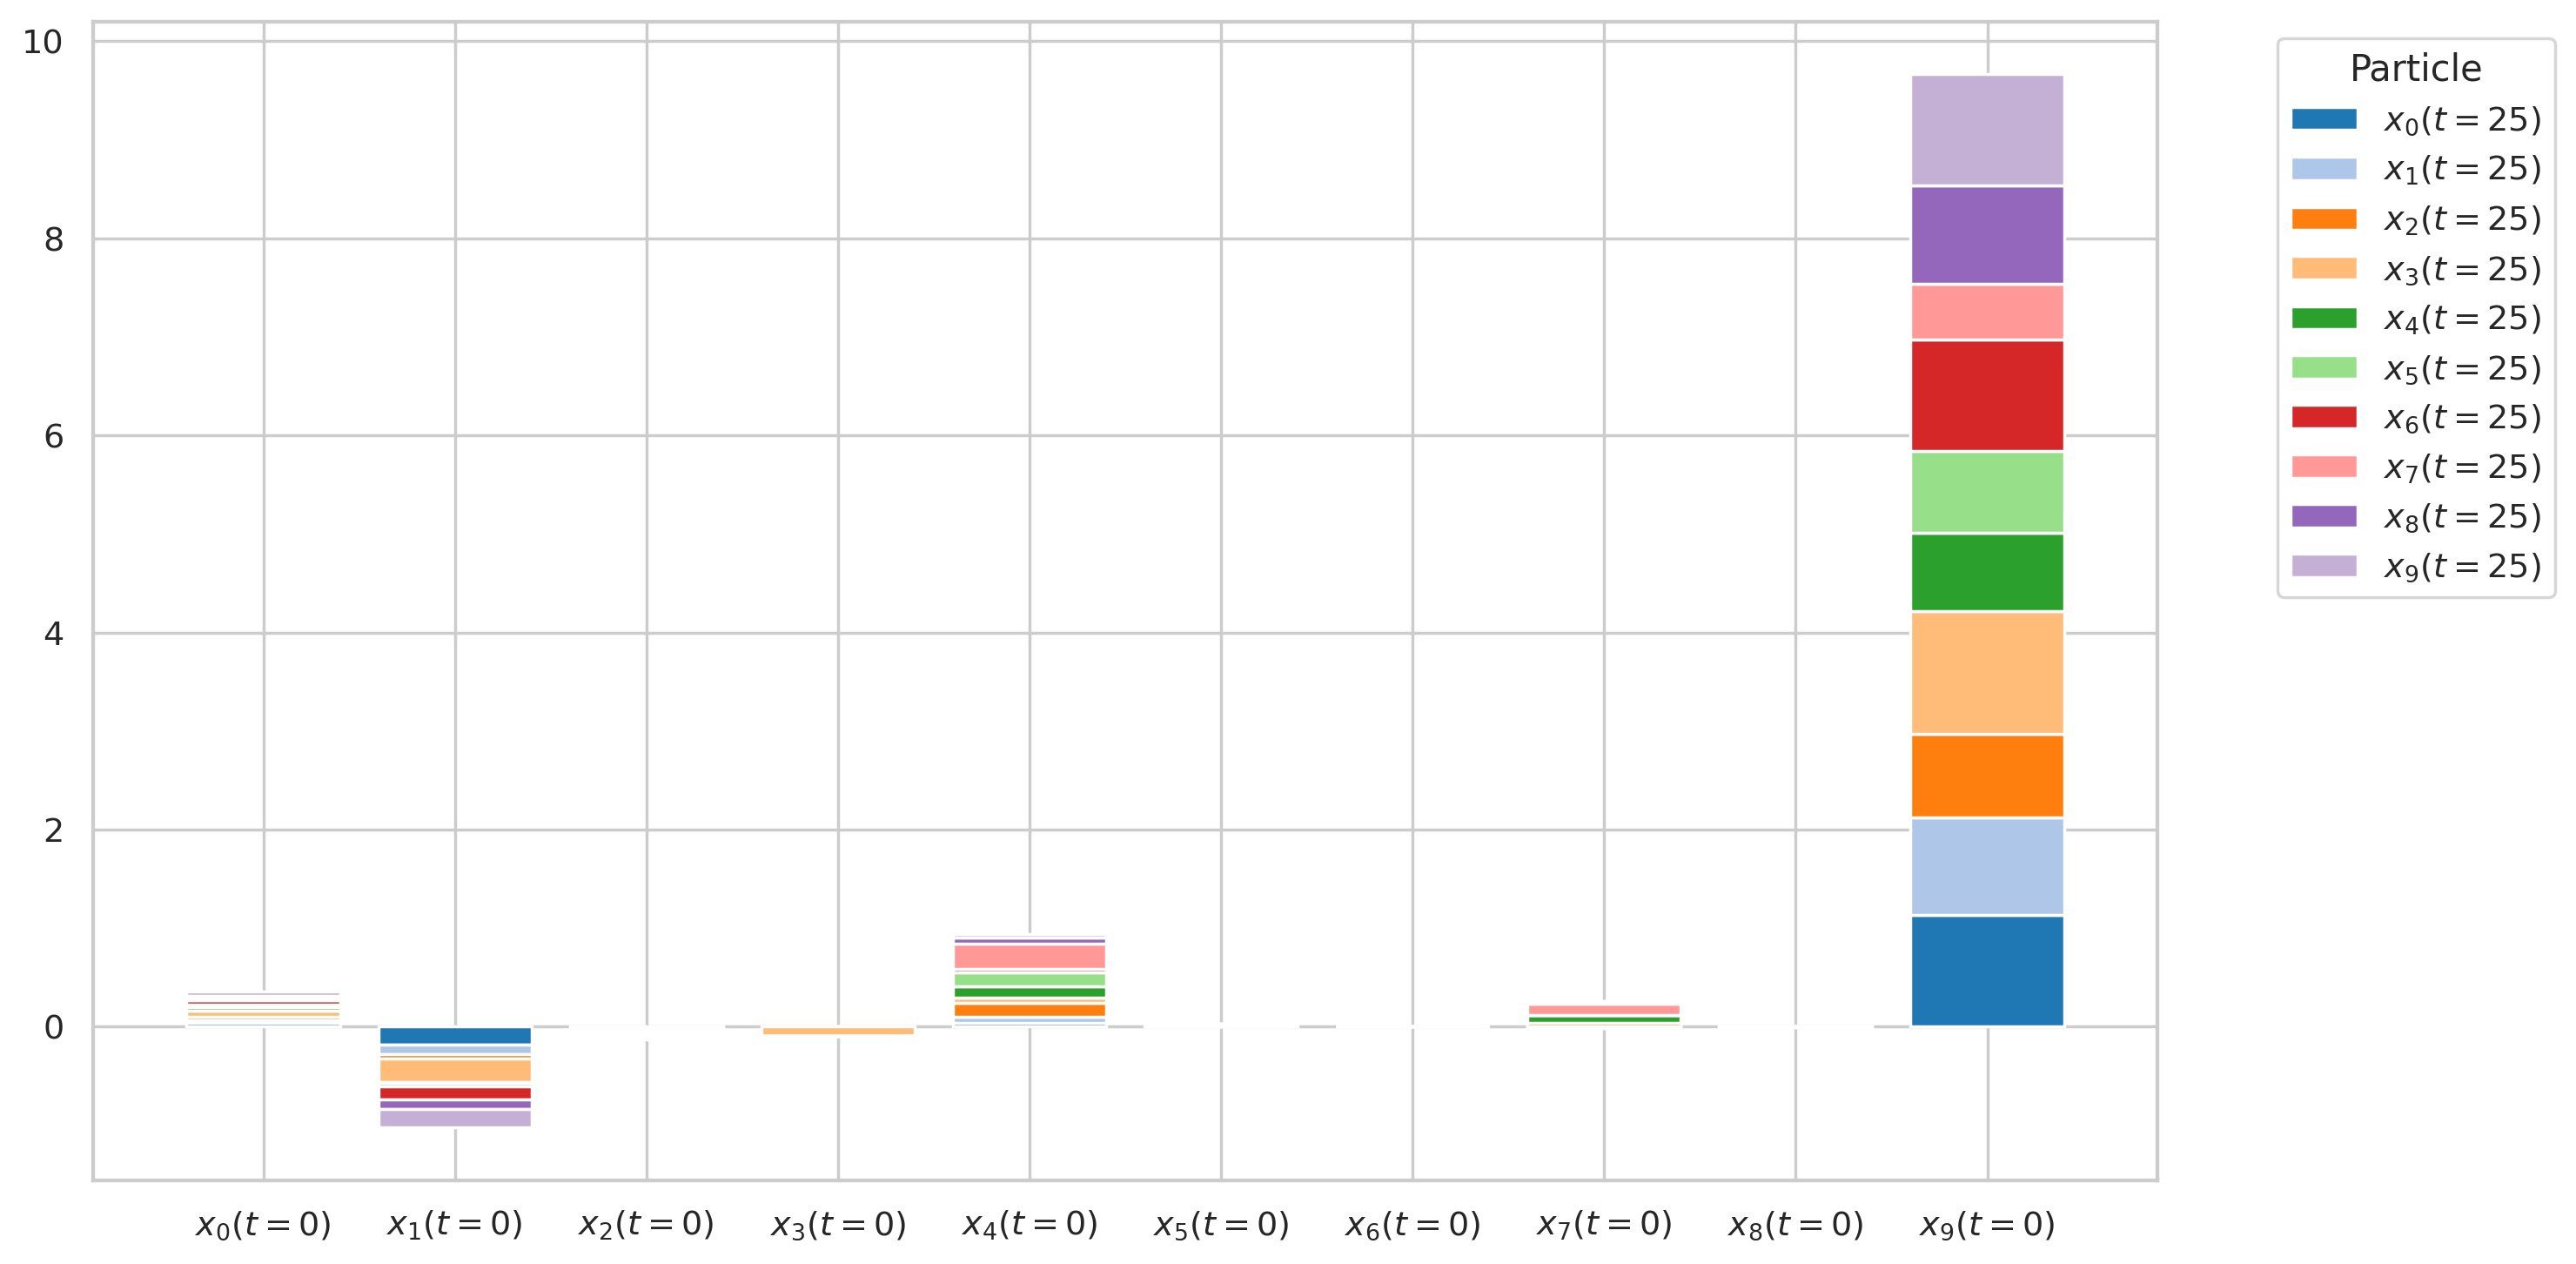 10
8
6
4
2
0
x₀(t = 0)
x₁(t = 0)
x₂(t = 0)
x₃(t = 0)
x₄(t = 0)
x₅(t = 0)
x₆(t = 0)
x₇(t = 0)
x₈(t = 0)
x₉(t = 0)
Particle
x₀(t = 25)
x₁(t = 25)
x₂(t = 25)
x₃(t = 25)
x₄(t = 25)
x₅(t = 25)
x₆(t = 25)
x₇(t = 25)
x₈(t = 25)
x₉(t = 25)